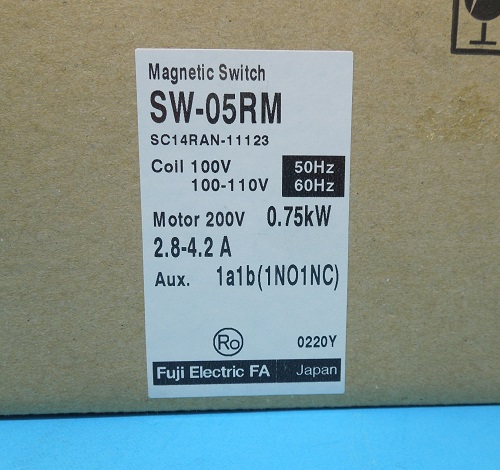 Magnetic Switch
SW-05RM
SC14RAN-11123
Coil 100V 50Hz
100-110V 60Hz
Motor 200V 0.75kW
2.8-4.2 A
Aux. 1a1b(1NO1NC)
Ro 0220Y
Fuji Electric FA Japan